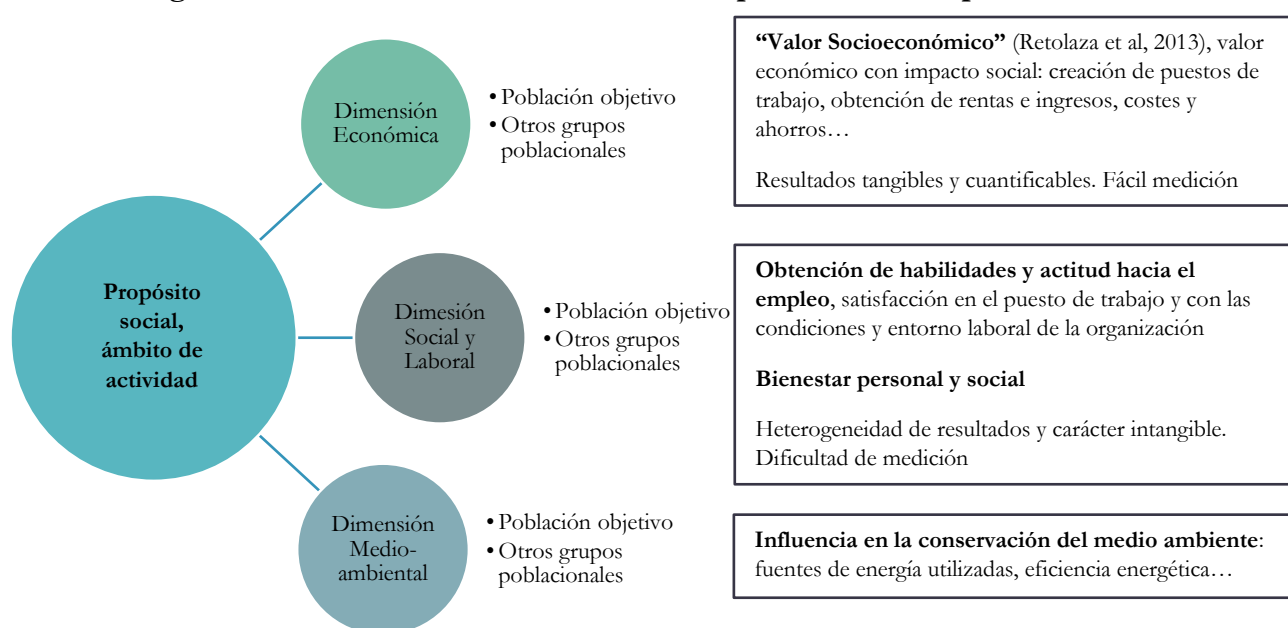 Propósito
social,
ámbito de
actividad
Dimensión
Económica
• Población objetivo
• Otros grupos
poblacionales
“Valor Socioeconómico” (Retolaza et al, 2013), valor
económico con impacto social: creación de puestos de
trabajo, obtención de rentas e ingresos, costes y
ahorros…
Resultados tangibles y cuantificables. Fácil medición
Dimesión
Social y
Laboral
• Población objetivo
• Otros grupos
poblacionales
Obtención de habilidades y actitud hacia el
empleo, satisfacción en el puesto de trabajo y con las
condiciones y entorno laboral de la organización
Bienestar personal y social
Heterogeneidad de resultados y carácter intangible.
Dificultad de medición
Dimensión
Medio-
ambiental
• Población objetivo
• Otros grupos
poblacionales
Influencia en la conservación del medio ambiente:
fuentes de energía utilizadas, eficiencia energética…